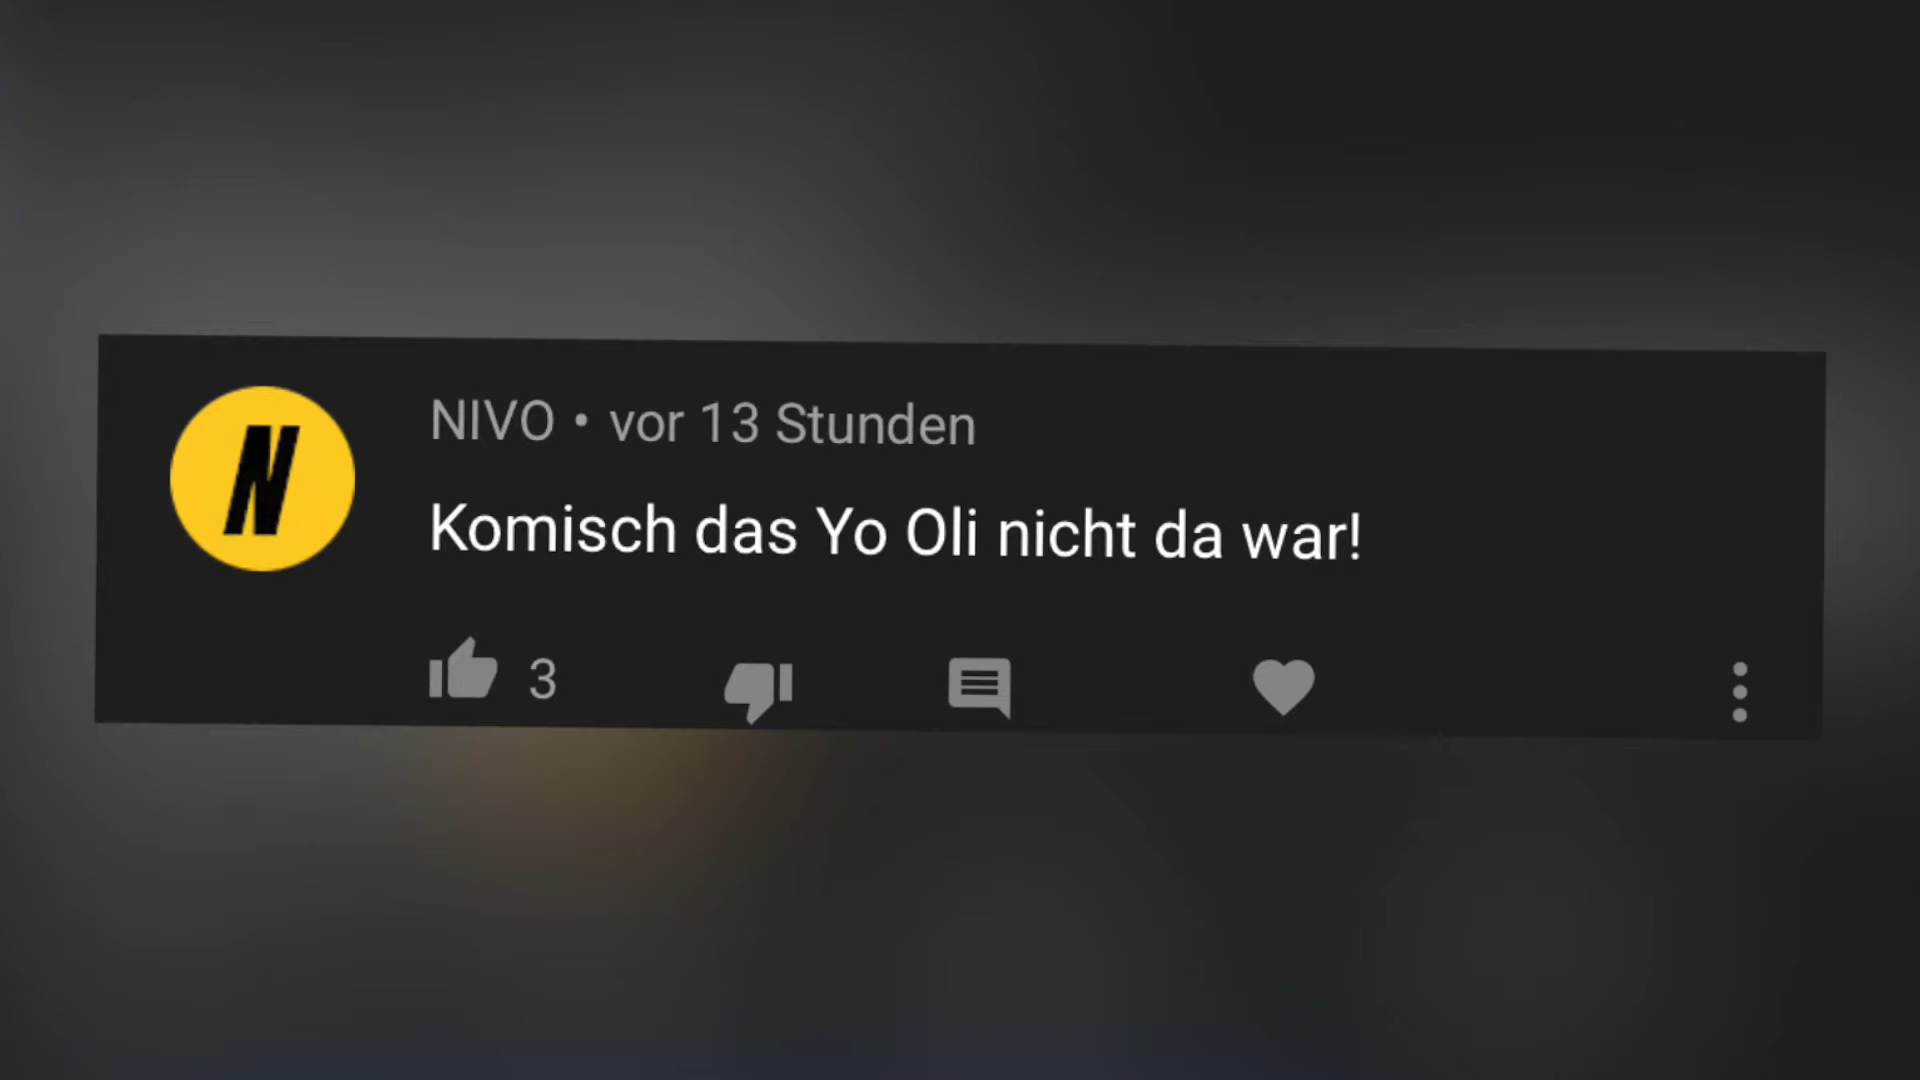 N
NIVO • vor 13 Stunden
Komisch das Yo Oli nicht da war!
3